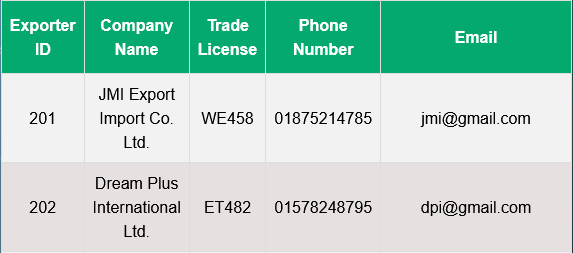 Exporter ID Company Name Trade License Phone Number Email
201 JMI Export Import Co. Ltd. WE458 01875214785 jmi@gmail.com
202 Dream Plus International Ltd. ET482 01578248795 dpi@gmail.com